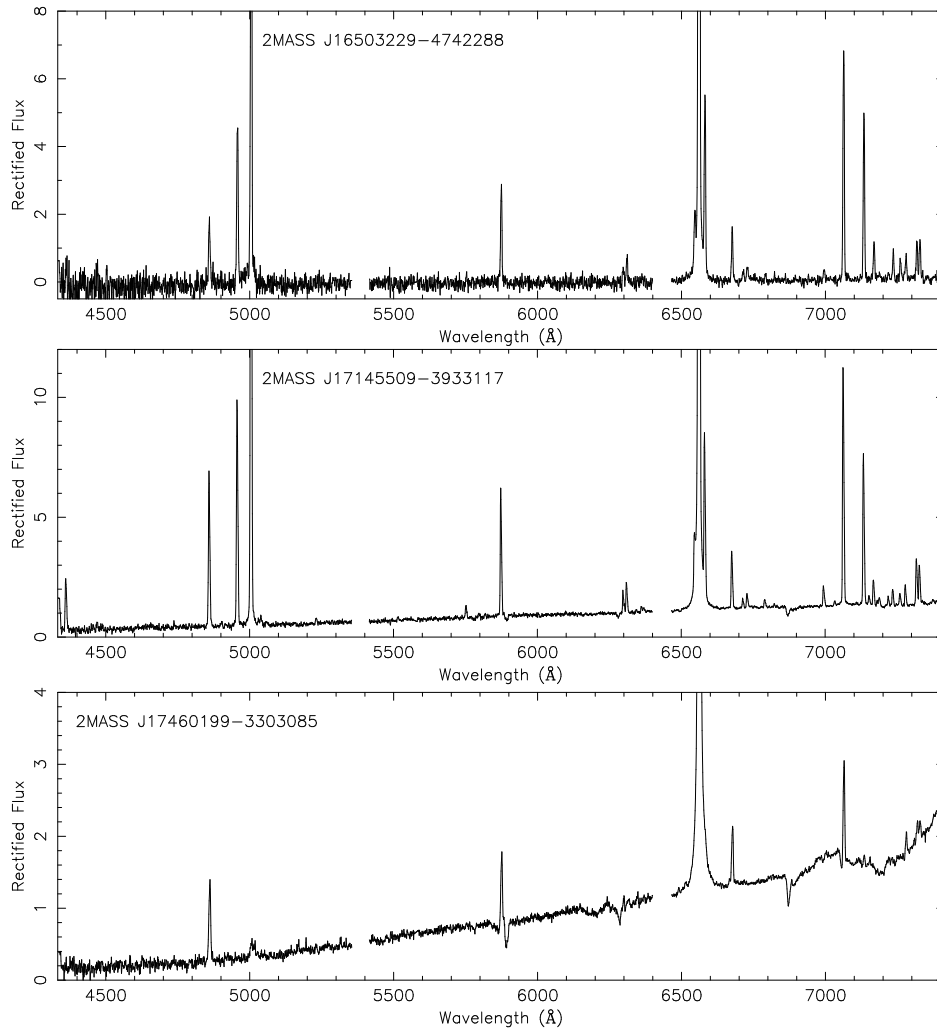 8
6
4
2
0
Rectified Flux
2MASS J16503229−4742288
4500 5000 5500 6000 6500 7000
Wavelength (Å)
10
5
0
Rectified Flux
2MASS J17145509−3933117
4500 5000 5500 6000 6500 7000
Wavelength (Å)
4
3
2
1
0
Rectified Flux
2MASS J17460199−3303085
4500 5000 5500 6000 6500 7000
Wavelength (Å)